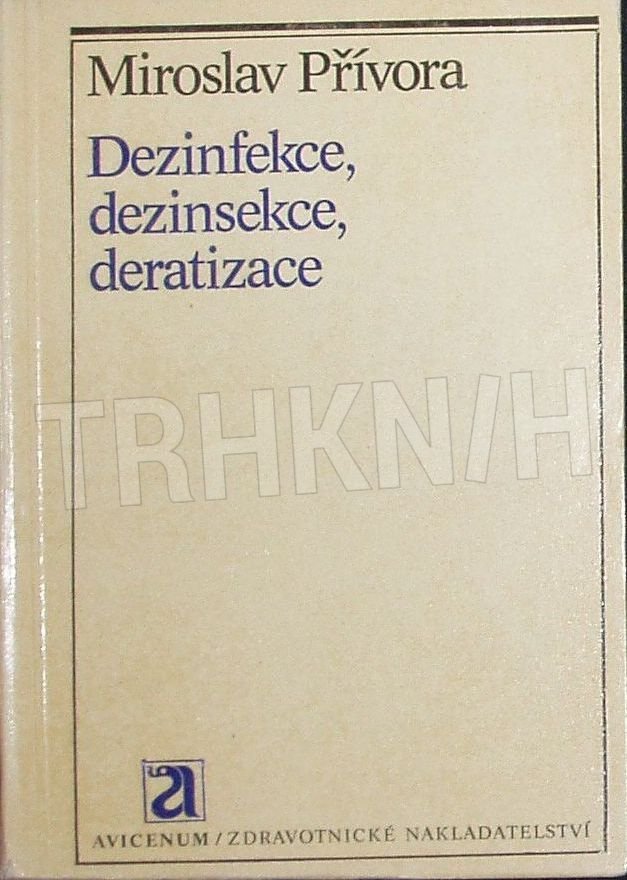 Miroslav Přívora
Dezinfekce,
dezinsekce,
deratizace
TRHKNIH
a
AVICENUM / ZDRAVOTNICKÉ NAKLADATELSTVÍ